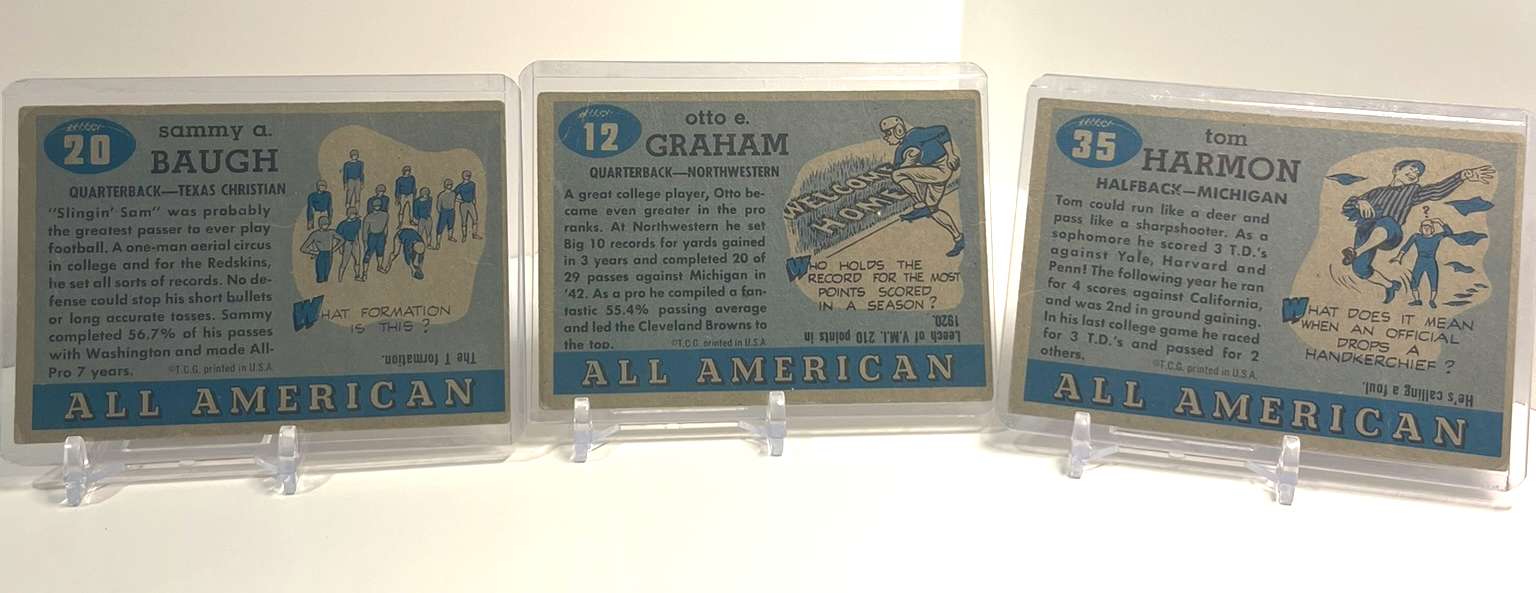 20
sammy a.
BAUGH
QUARTERBACK—TEXAS CHRISTIAN
"Slingin' Sam" was probably
the greatest passer to ever play
football. A one-man aerial circus
in college and for the Redskins,
he set all sorts of records. No de-
fense could stop his short bullets
or long accurate tosses. Sammy
completed 56.7% of his passes
with Washington and made All-
Pro 7 years.
©T.C.G. printed in U.S.A.
WHAT FORMATION
IS THIS?
The T formation.
ALL AMERICAN
12
otto e.
GRAHAM
QUARTERBACK—NORTHWESTERN
A great college player, Otto be-
came even greater in the pro
ranks. At Northwestern he set
Big 10 records for yards gained
in 3 years and completed 20 of
29 passes against Michigan in
'42. As a pro he compiled a fan-
tastic 55.4% passing average
and led the Cleveland Browns to
the top.
©T.C.G. printed in U.S.A
WELCOME
HOME
WHO HOLDS THE
RECORD FOR THE MOST
POINTS SCORED
IN A SEASON?
Leech of V.M.I. 210 points in
1920.
ALL AMERICAN
35
tom
HARMON
HALFBACK—MICHIGAN
Tom could run like a deer and
pass like a sharpshooter. As a
sophomore he scored 3 T.D.'s
against Yale, Harvard and
Penn! The following year he ran
for 4 scores against California,
and was 2nd in ground gaining.
In his last college game he raced
for 3 T.D.'s and passed for 2
others.
©T.C.G. printed in U.S.A.
?
WHAT DOES IT MEAN
WHEN AN OFFICIAL
DROPS A
HANDKERCHIEF?
He's calling a foul.
ALL AMERICAN